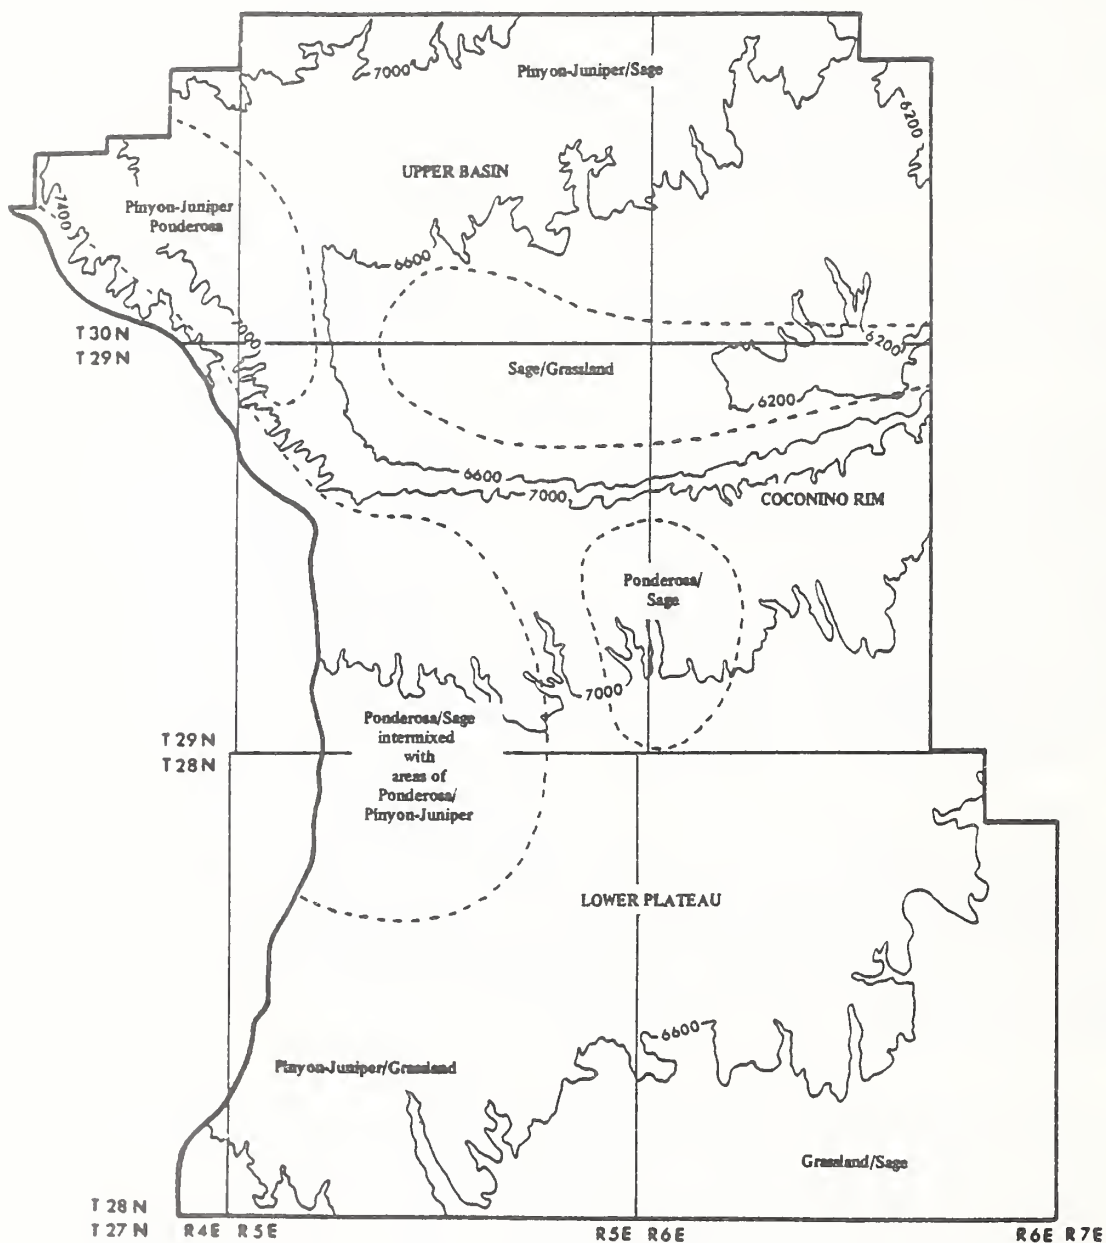 7000
Pinyon-Juniper/Sage
6200
UPPER BASIN
7400
Pinyon-Juniper
Ponderosa
6600
7000
T 30 N
T 29 N
6200
Sage/Grassland
6200
6600
7000
COCONINO RIM
Ponderosa/
Sage
7000
Ponderosa/Sage
intermixed
with
areas of
Ponderosa/
Pinyon-Juniper
T 29 N
T 28 N
LOWER PLATEAU
6600
Pinyon-Juniper/Grassland
Grassland/Sage
T 28 N
T 27 N
R 4 E R 5 E
R 5 E R 6 E
R 6 E R 7 E